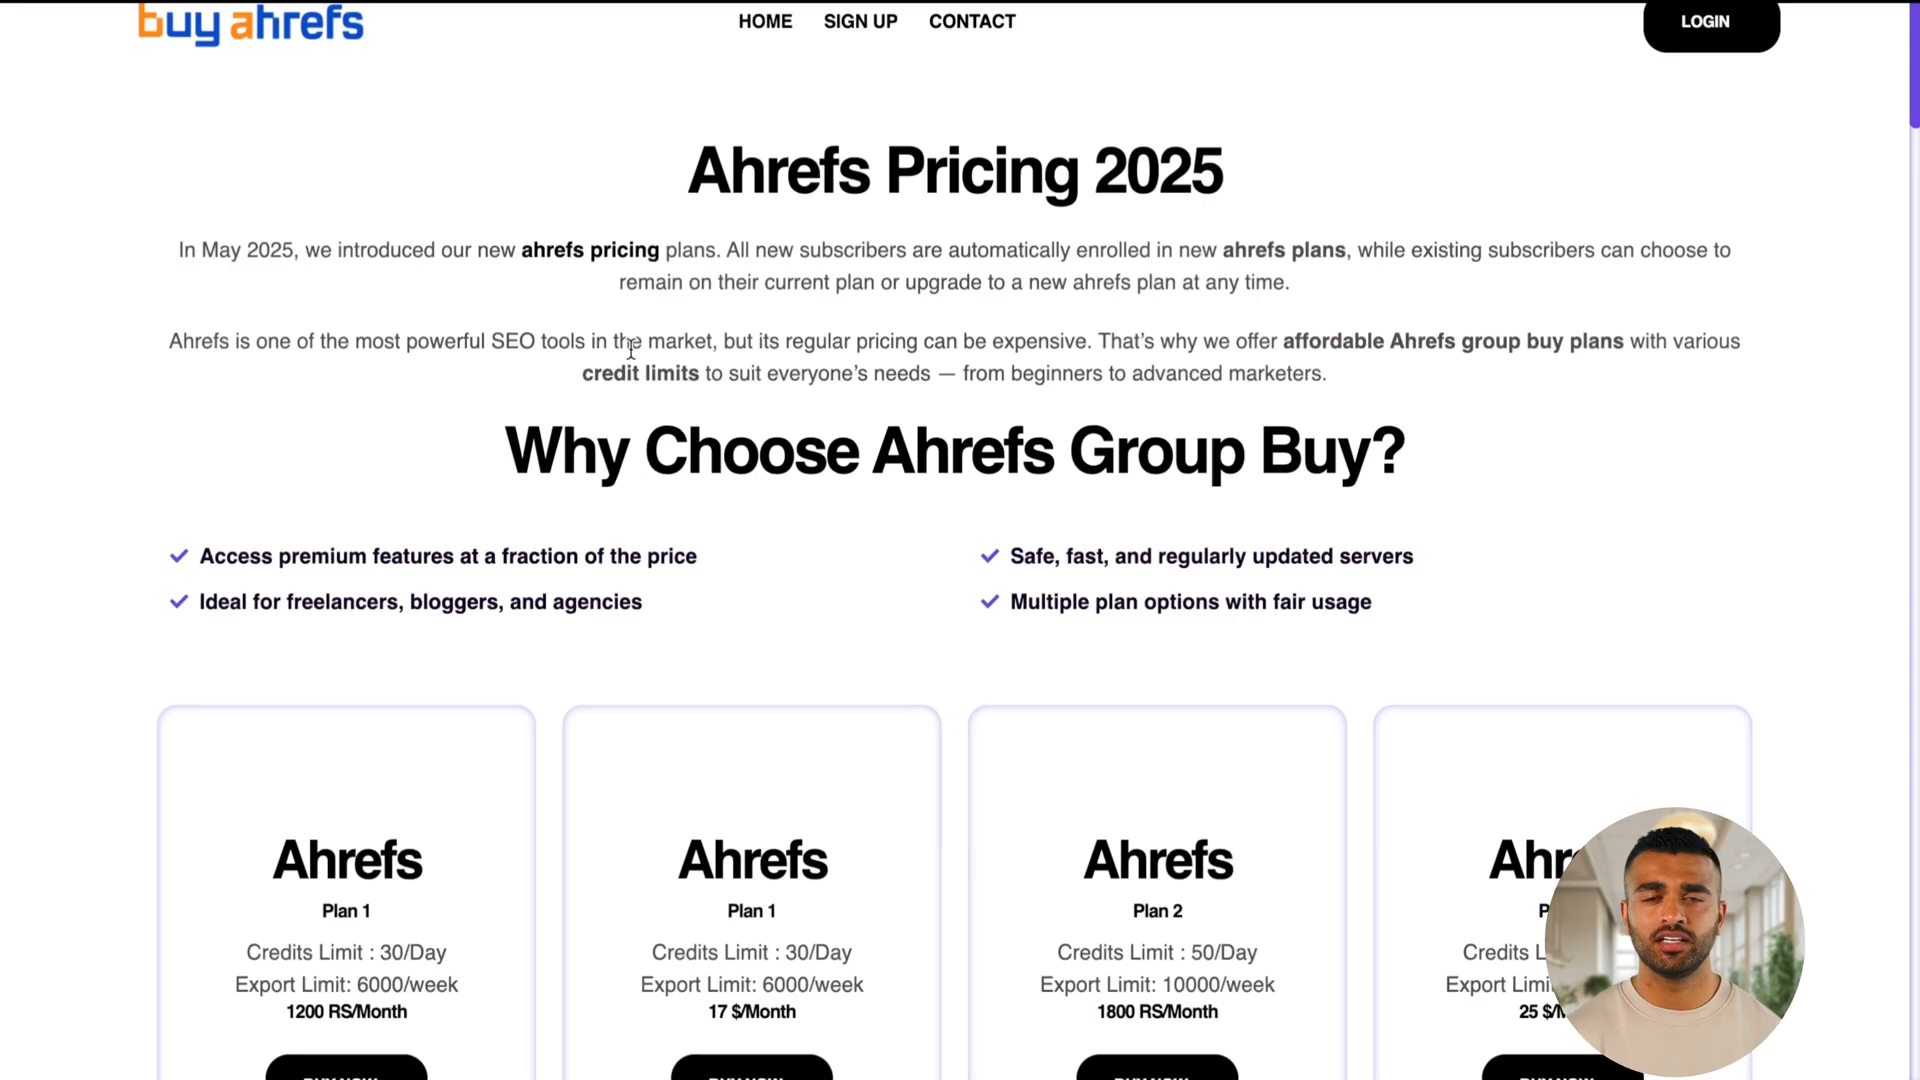 buy ahrefs
HOME SIGN UP CONTACT
LOGIN
Ahrefs Pricing 2025
In May 2025, we introduced our new ahrefs pricing plans. All new subscribers are automatically enrolled in new ahrefs plans, while existing subscribers can choose to
remain on their current plan or upgrade to a new ahrefs plan at any time.
Ahrefs is one of the most powerful SEO tools in the market, but its regular pricing can be expensive. That’s why we offer affordable Ahrefs group buy plans with various
credit limits to suit everyone’s needs — from beginners to advanced marketers.
Why Choose Ahrefs Group Buy?
Access premium features at a fraction of the price
Ideal for freelancers, bloggers, and agencies
Safe, fast, and regularly updated servers
Multiple plan options with fair usage
Ahrefs
Plan 1
Credits Limit : 30/Day
Export Limit: 6000/week
1200 RS/Month
Ahrefs
Plan 1
Credits Limit : 30/Day
Export Limit: 6000/week
17 $/Month
Ahrefs
Plan 2
Credits Limit : 50/Day
Export Limit: 10000/week
1800 RS/Month
Credits
Export
25